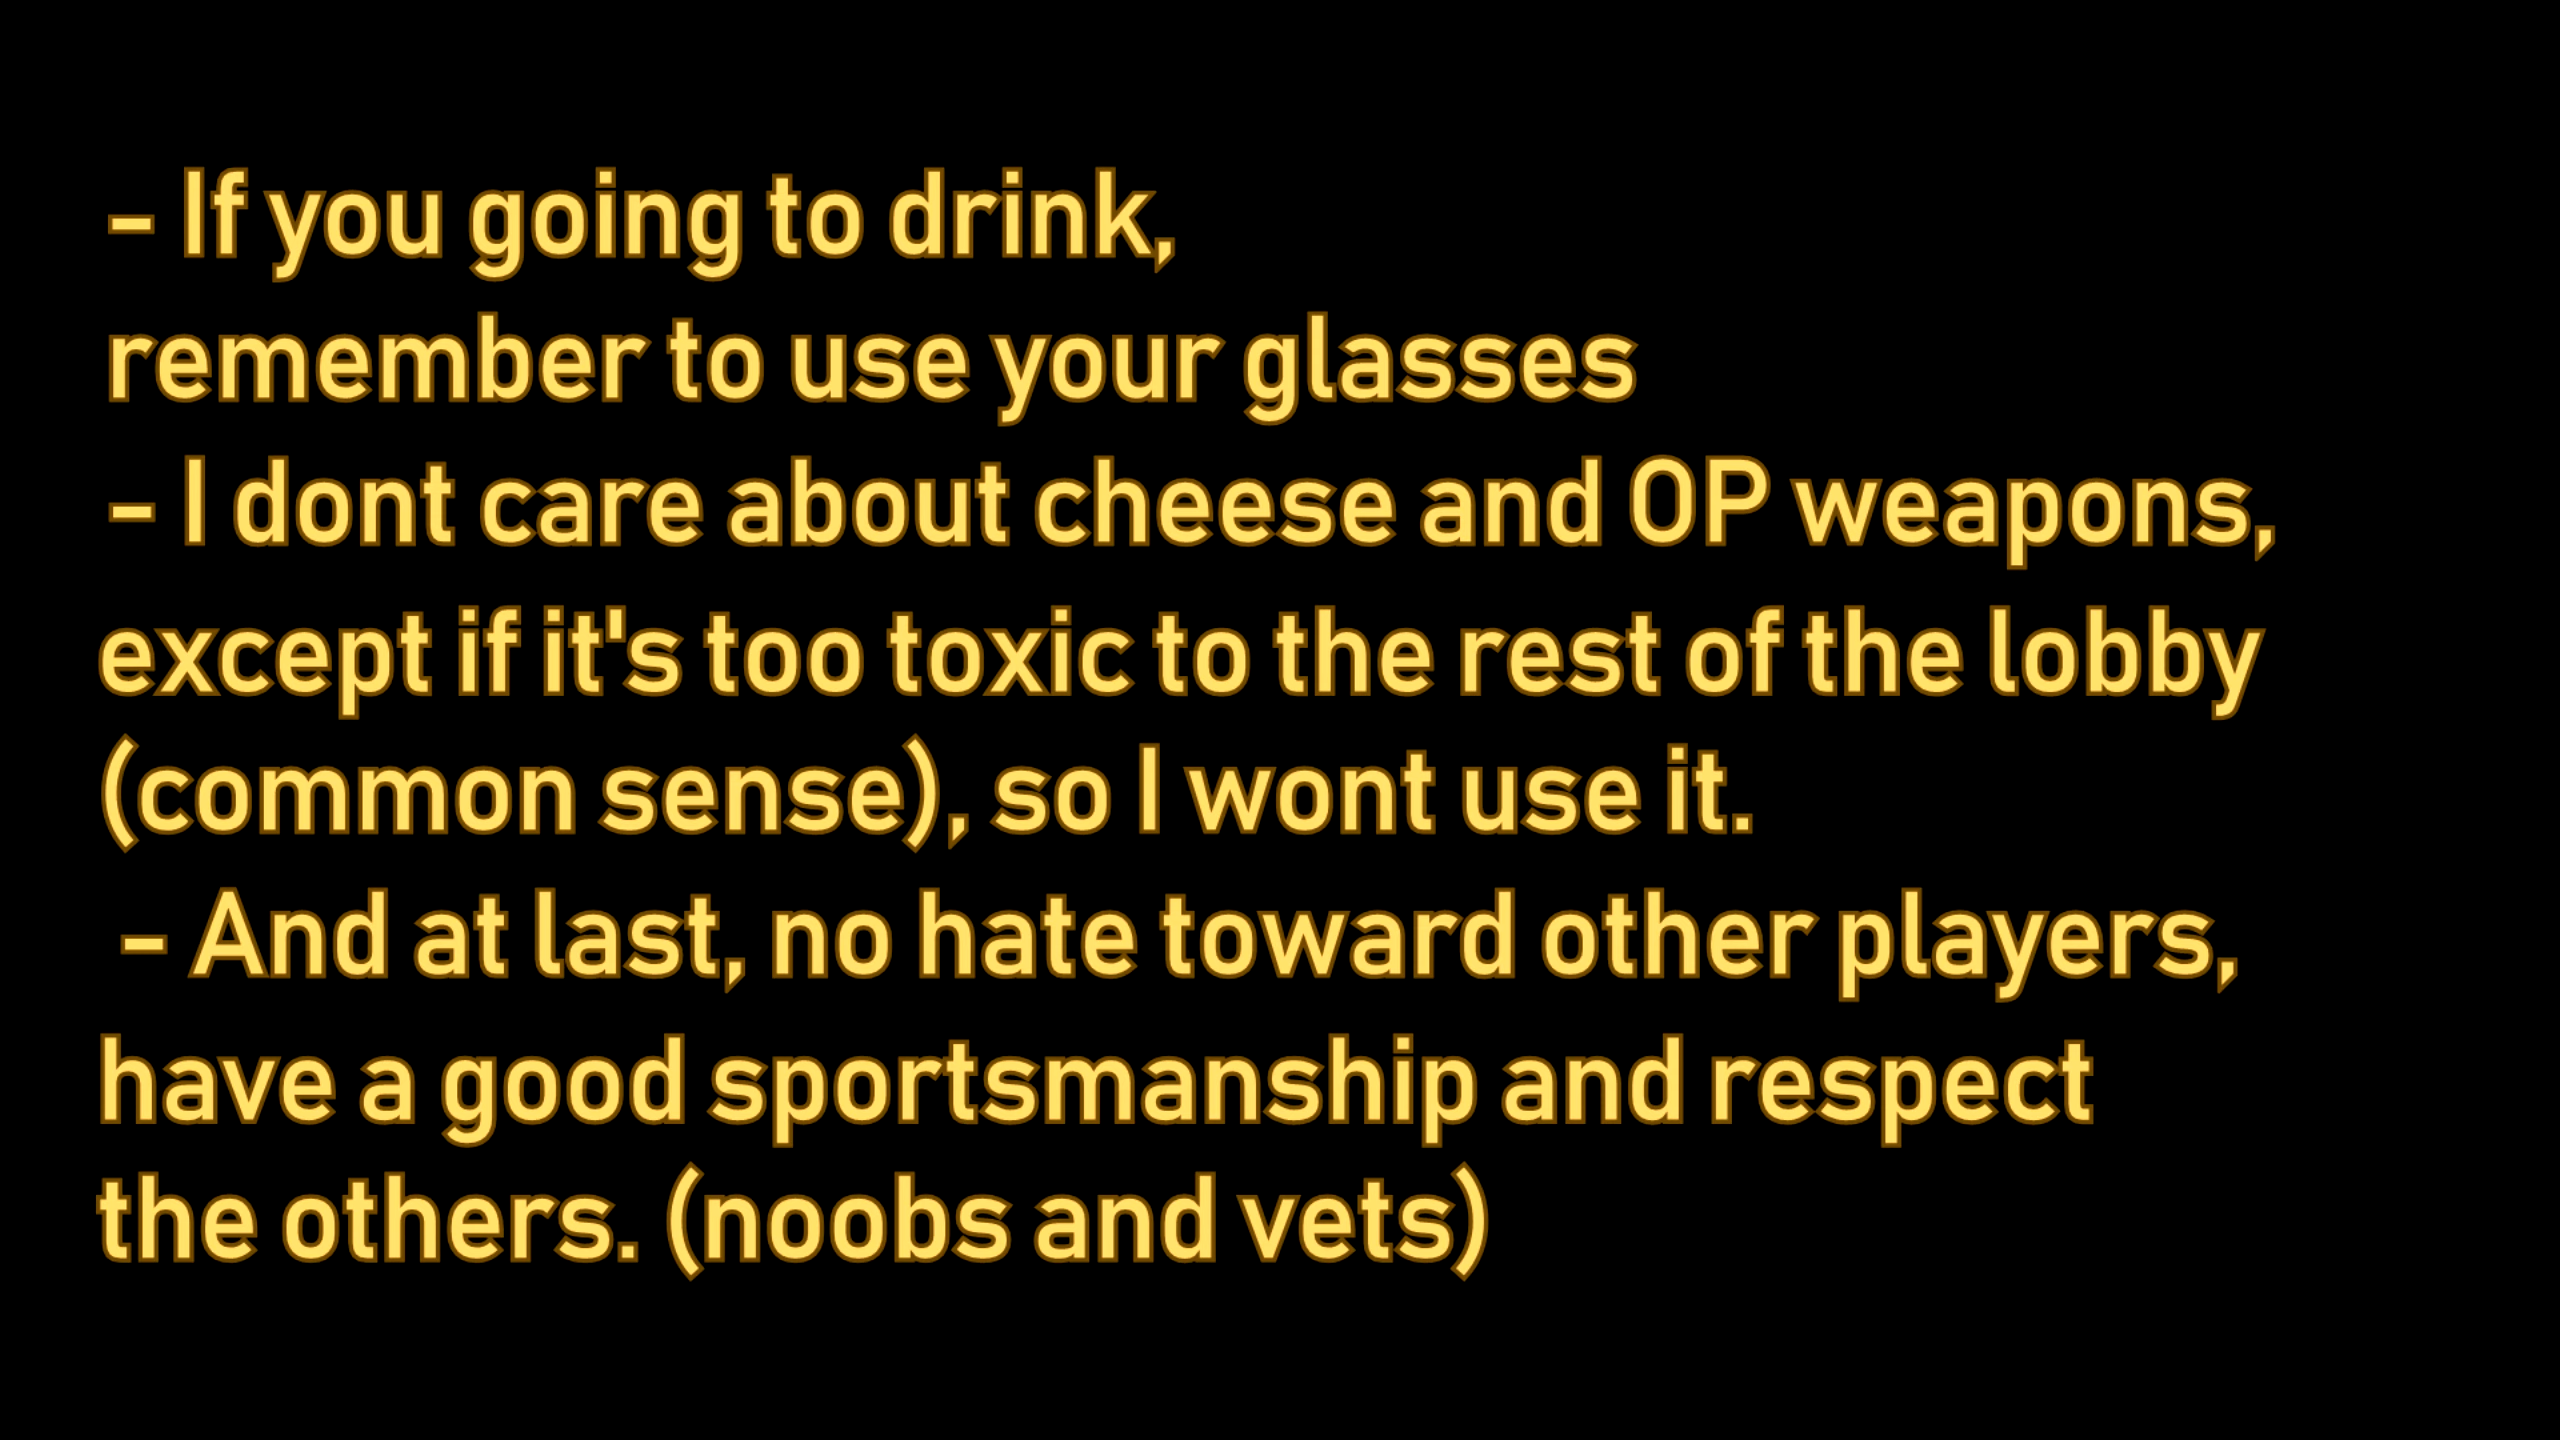 - If you going to drink,
remember to use your glasses
- I dont care about cheese and OP weapons,
except if it's too toxic to the rest of the lobby
(common sense), so I wont use it.
- And at last, no hate toward other players,
have a good sportsmanship and respect
the others. (noobs and vets)